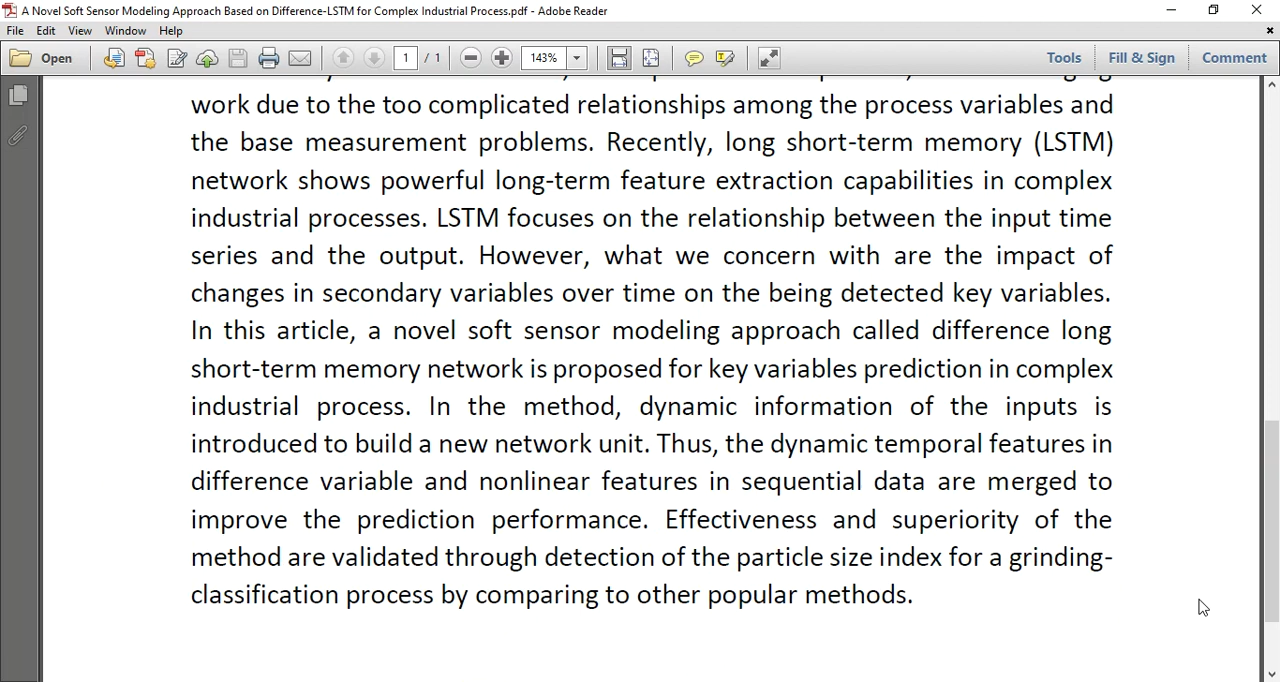 A Novel Soft Sensor Modeling Approach Based on Difference-LSTM for Complex Industrial Process.pdf - Adobe Reader
File Edit View Window Help
Open 1 / 1 143% Tools Fill & Sign Comment
work due to the too complicated relationships among the process variables and
the base measurement problems. Recently, long short-term memory (LSTM)
network shows powerful long-term feature extraction capabilities in complex
industrial processes. LSTM focuses on the relationship between the input time
series and the output. However, what we concern with are the impact of
changes in secondary variables over time on the being detected key variables.
In this article, a novel soft sensor modeling approach called difference long
short-term memory network is proposed for key variables prediction in complex
industrial process. In the method, dynamic information of the inputs is
introduced to build a new network unit. Thus, the dynamic temporal features in
difference variable and nonlinear features in sequential data are merged to
improve the prediction performance. Effectiveness and superiority of the
method are validated through detection of the particle size index for a grinding-
classification process by comparing to other popular methods.